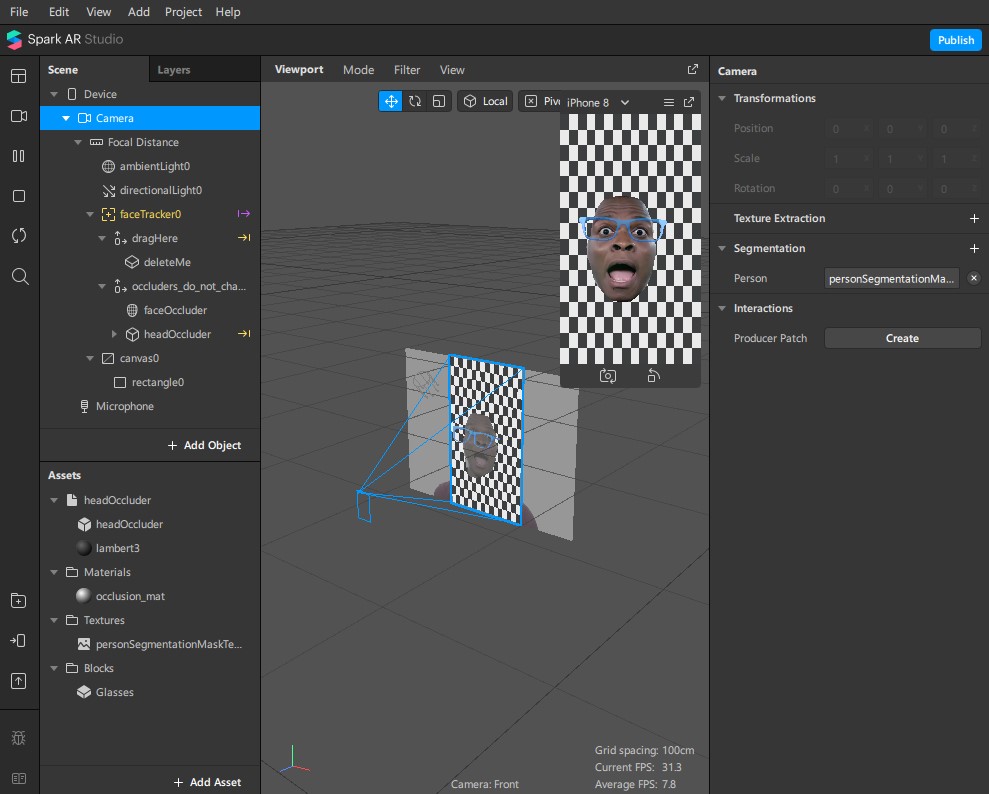 File Edit View Add Project Help
Spark AR Studio
Publish
Scene
Layers
Device
Camera
Focal Distance
ambientLight0
directionalLight0
faceTracker0
dragHere
deleteMe
occluders_do_not_cha...
faceOccluder
headOccluder
canvas0
rectangle0
Microphone
+ Add Object
Assets
headOccluder
headOccluder
lambert3
Materials
occlusion_mat
Textures
personSegmentationMaskTe...
Blocks
Glasses
+ Add Asset
Viewport Mode Filter View
Local
Piv
iPhone 8
Grid spacing: 100cm
Current FPS: 31.3
Camera: Front
Average FPS: 7.8
Camera
Transformations
Position 0 0 0
Scale 1 1 1
Rotation 0 0 0
Texture Extraction +
Segmentation +
Person personSegmentationMa...
Interactions
Producer Patch Create